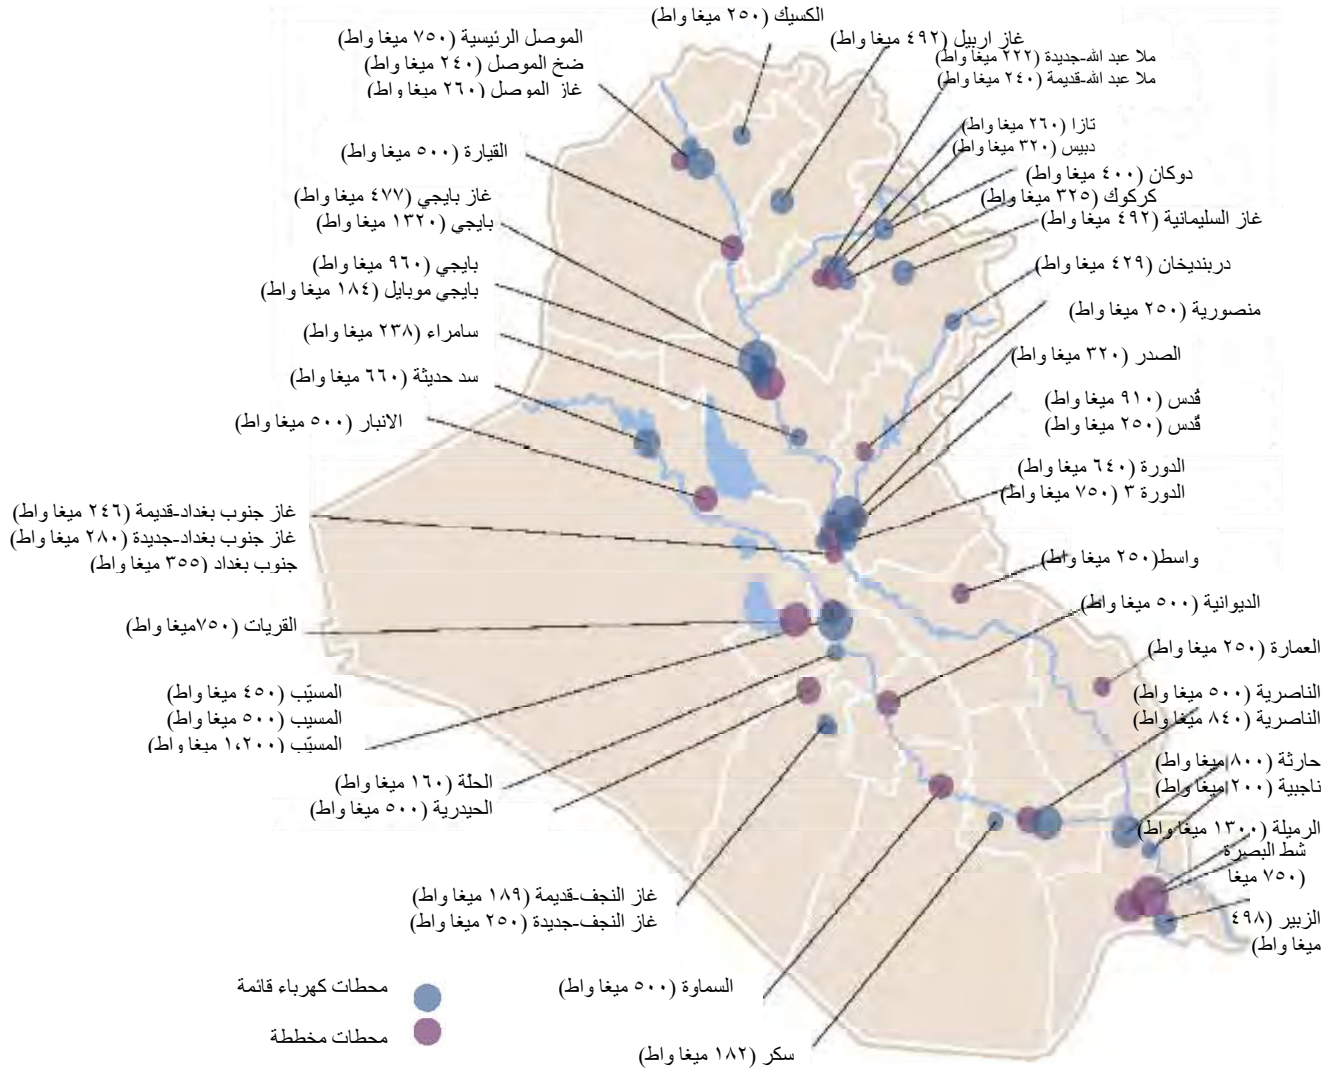 الكسيك (٢٥٠ ميغا واط)
الموصل الرئيسية (٧٥٠ ميغا واط)
ضخ الموصل (٢٤٠ ميغا واط)
غاز الموصل (٢٦٠ ميغا واط)
غاز اربيل (٤٩٢ ميغا واط)
ملا عبد الله-جديدة (٢٢٢ ميغا واط)
ملا عبد الله-قديمة (٢٤٠ ميغا واط)
تازا (٢٦٠ ميغا واط)
دبيس (٣٢٠ ميغا واط)
دوكان (٤٠٠ ميغا واط)
كركوك (٣٢٥ ميغا واط)
غاز السليمانية (٤٩٢ ميغا واط)
دربنديخان (٤٢٩ ميغا واط)
منصورية (٢٥٠ ميغا واط)
الصدر (٣٢٠ ميغا واط)
قُدس (٩١٠ ميغا واط)
قُدس (٢٥٠ ميغا واط)
الدورة (٦٤٠ ميغا واط)
الدورة ٣ (٧٥٠ ميغا واط)
واسط(٢٥٠ ميغا واط)
الديوانية (٥٠٠ ميغا واط)
العمارة (٢٥٠ ميغا واط)
الناصرية (٥٠٠ ميغا واط)
الناصرية (٨٤٠ ميغا واط)
حارثة (٨٠٠ ميغا واط)
ناجبية (٢٠٠ ميغا واط)
الرميلة (١٣٠٠ ميغا واط)
شط البصرة
(٧٥٠ ميغا
الزبير (٤٩٨
ميغا واط)
القيارة (٥٠٠ ميغا واط)
غاز بايجي (٤٧٧ ميغا واط)
بايجي (١٣٢٠ ميغا واط)
بايجي (٩٦٠ ميغا واط)
بايجي موبايل (١٨٤ ميغا واط)
سامراء (٢٣٨ ميغا واط)
سد حديثة (٦٦٠ ميغا واط)
الانبار (٥٠٠ ميغا واط)
غاز جنوب بغداد-قديمة (٢٤٦ ميغا واط)
غاز جنوب بغداد-جديدة (٢٨٠ ميغا واط)
جنوب بغداد (٣٥٥ ميغا واط)
القريات (٧٥٠ميغا واط)
المسيّب (٤٥٠ ميغا واط)
المسيب (٥٠٠ ميغا واط)
المسيّب (١،٢٠٠ ميغا واط)
الحلّة (١٦٠ ميغا واط)
الحيدرية (٥٠٠ ميغا واط)
غاز النجف-قديمة (١٨٩ ميغا واط)
غاز النجف-جديدة (٢٥٠ ميغا واط)
السماوة (٥٠٠ ميغا واط)
سكر (١٨٢ ميغا واط)
محطات كهرباء قائمة
محطات مخططة